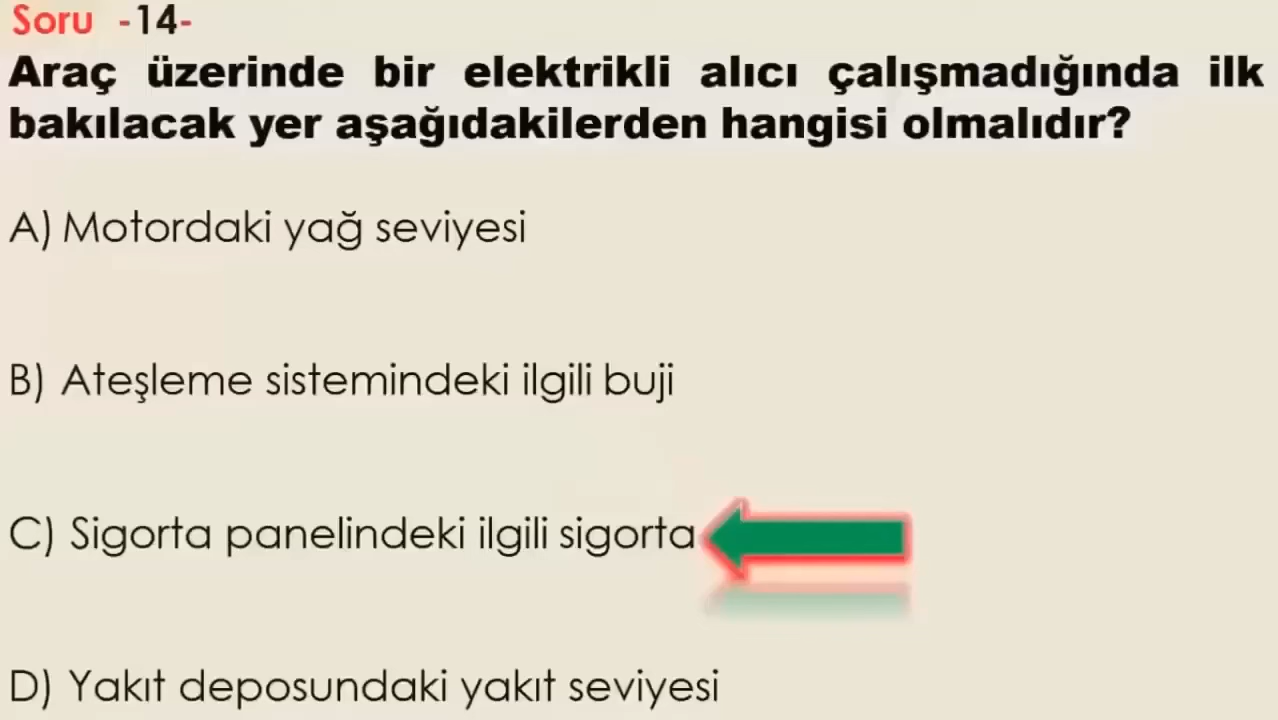 Soru -14-
Araç üzerinde bir elektrikli alıcı çalışmadığında ilk
bakılacak yer aşağıdakilerden hangisi olmalıdır?
A) Motordaki yağ seviyesi
B) Ateşleme sistemindeki ilgili buji
C) Sigorta panelindeki ilgili sigorta
D) Yakıt deposundaki yakıt seviyesi